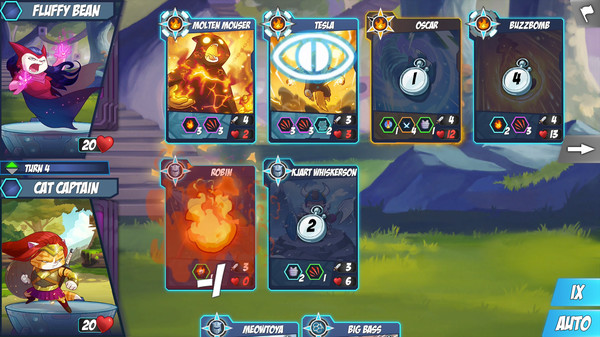 FLUFFY BEAN
20
MOLTEN MOUSER
3 3
4
2
TESLA
3 3 2
4
3
OSCAR
1
1 4
4
12
BUZZBOMB
4
2 3
4
13
TURN 4
CAT CAPTAIN
20
ROBIN
3
0
-1
KJART WHISKERSON
2
2 1
3
6
1X
AUTO
MEOWTOYA
BIG BASS